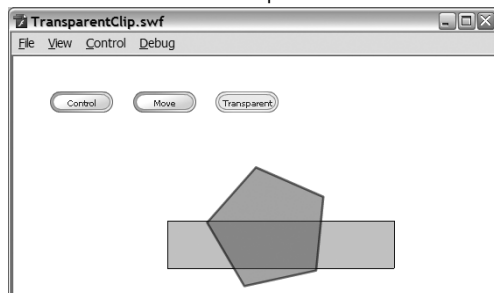 TransparentClip.swf
File View Control Debug
Control Move Transparent